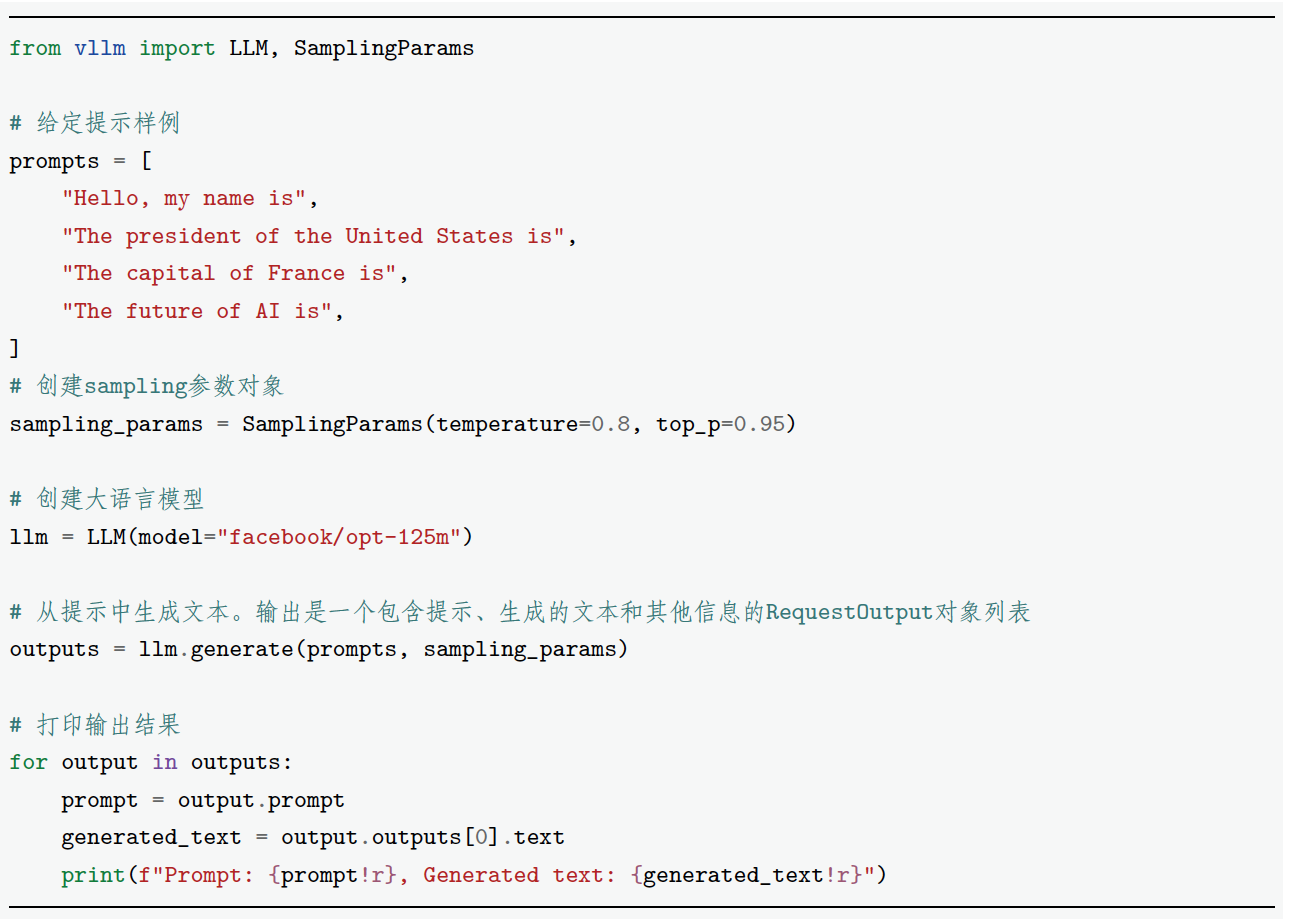 from vllm import LLM, SamplingParams
# 给定提示样例
prompts = [
    "Hello, my name is",
    "The president of the United States is",
    "The capital of France is",
    "The future of AI is",
]
# 创建sampling参数对象
sampling_params = SamplingParams(temperature=0.8, top_p=0.95)
# 创建大语言模型
llm = LLM(model="facebook/opt-125m")
# 从提示中生成文本。输出是一个包含提示、生成的文本和其他信息的RequestOutput对象列表
outputs = llm.generate(prompts, sampling_params)
# 打印输出结果
for output in outputs:
    prompt = output.prompt
    generated_text = output.outputs[0].text
    print(f"Prompt: {prompt!r}, Generated text: {generated_text!r}")